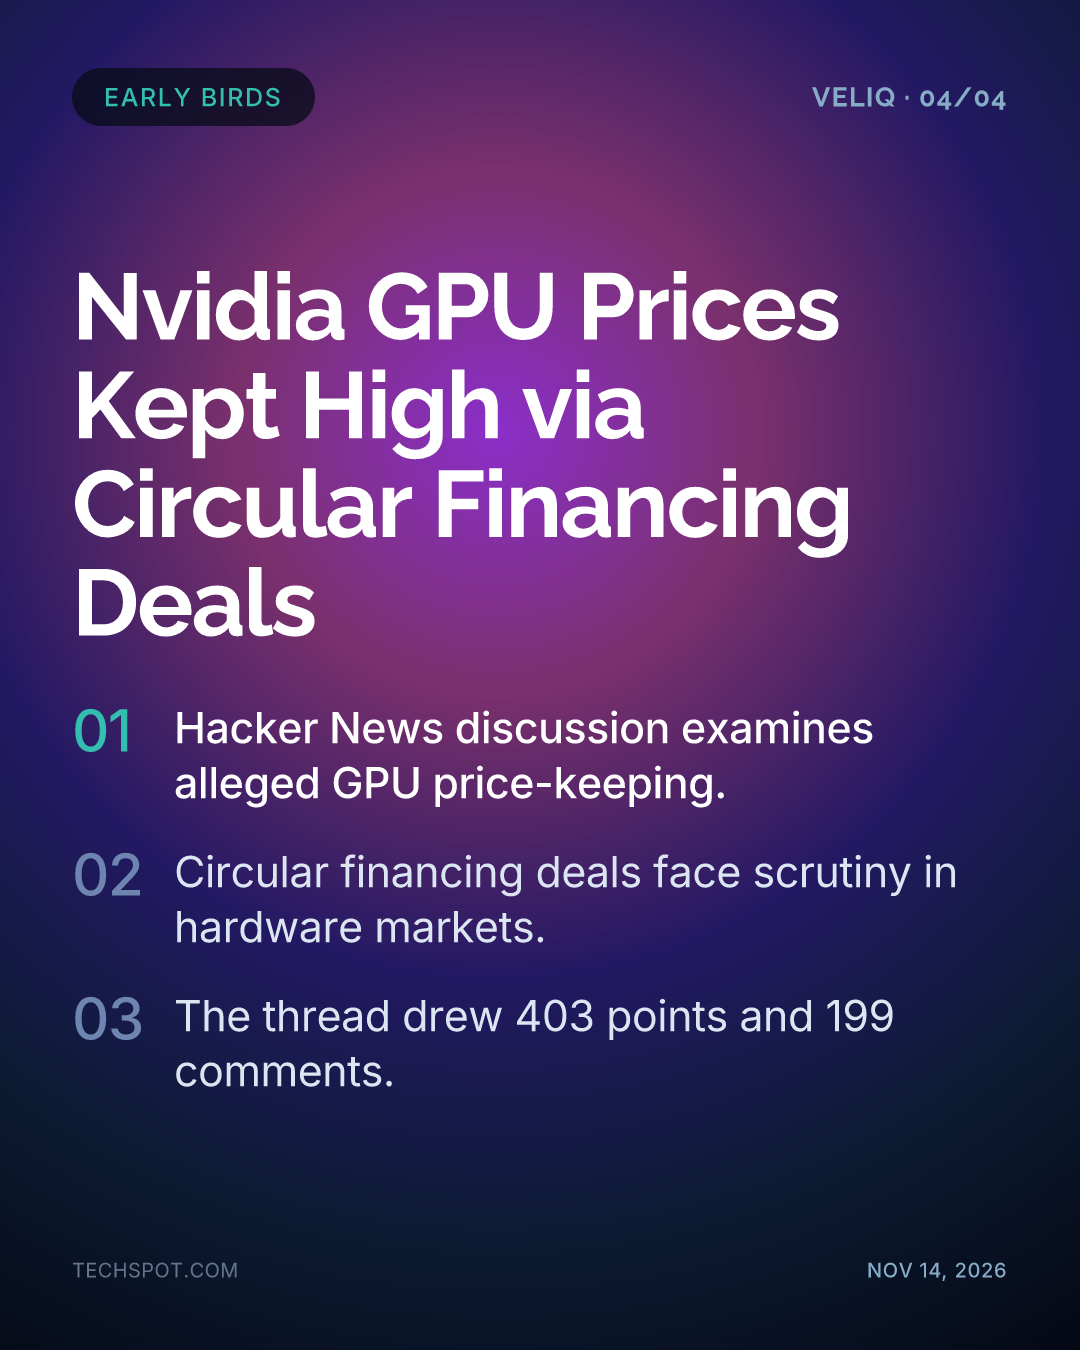 EARLY BIRDS
VELIQ · 04/04
Nvidia GPU Prices
Kept High via
Circular Financing
Deals
01 Hacker News discussion examines
alleged GPU price-keeping.
02 Circular financing deals face scrutiny in
hardware markets.
03 The thread drew 403 points and 199
comments.
TECHSPOT.COM
NOV 14, 2026